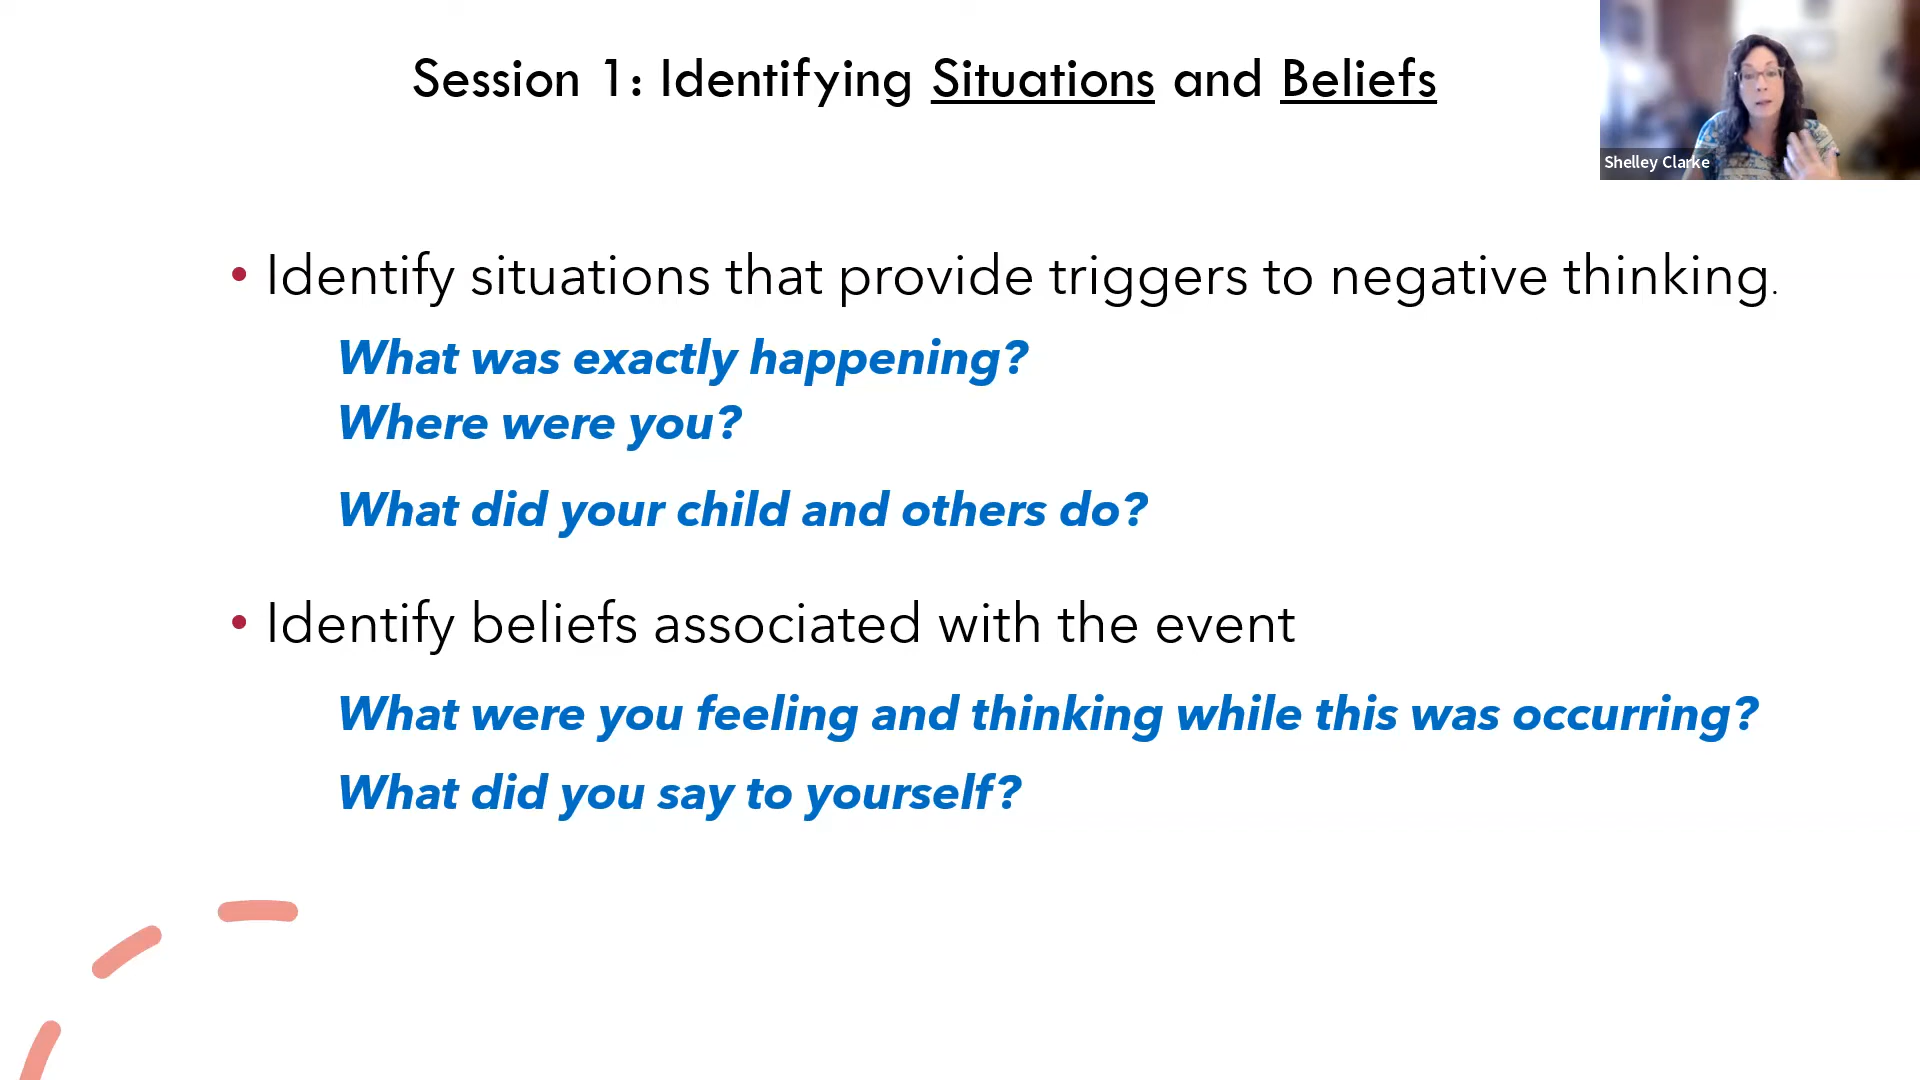 Session 1: Identifying Situations and Beliefs
Shelley Clarke
• Identify situations that provide triggers to negative thinking.
What was exactly happening?
Where were you?
What did your child and others do?
• Identify beliefs associated with the event
What were you feeling and thinking while this was occurring?
What did you say to yourself?